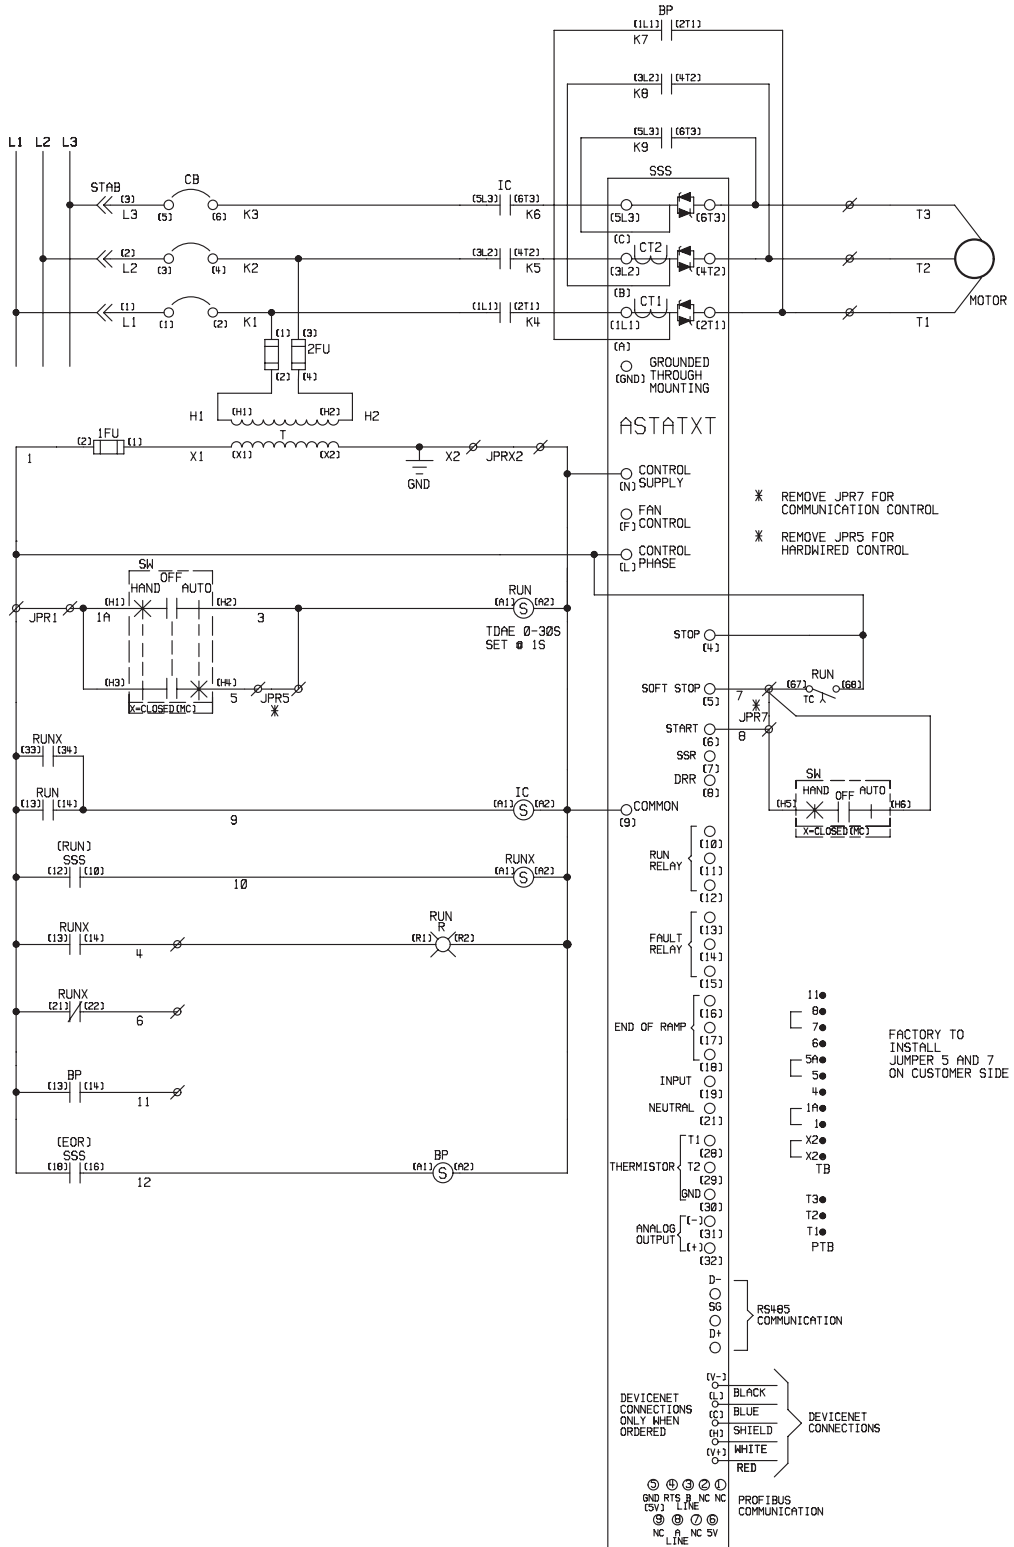 BP
(1L1) (2T1)
K7
(3L2) (4T2)
K8
(5L3) (6T3)
K9
L1 L2 L3
SSS
STAB (3)
L3
CB
(5) (6)
K3
IC
(5L3) (6T3)
K6
(5L3) (6T3)
T3
(C)
(2)
L2
(3) (4)
K2
(3L2) (4T2)
K5
CT2
(3L2) (4T2)
T2
(B)
MOTOR
(1)
L1
(1) (2)
K1
(1L1) (2T1)
K4
CT1
(1L1) (2T1)
T1
(A)
(1) (3)
2FU
(2) (4)
(GND)
GROUNDED
THROUGH
MOUNTING
H1 (H1) (H2) H2
ASTATXT
1
(2) 1FU (1)
X1
T
(X1) (X2)
GND
X2 JPRX2
(N) CONTROL
SUPPLY
(F) FAN
CONTROL
(L) CONTROL
PHASE
* REMOVE JPR7 FOR
COMMUNICATION CONTROL
* REMOVE JPR5 FOR
HARDWIRED CONTROL
SW
OFF
HAND AUTO
JPR1 1A (H1) (H2) 3
RUN
(A1) S (A2)
TDAE 0-30S
SET @ 1S
(H3) (H4) 5 JPR5
*
X=CLOSED(MC)
STOP
(4)
SOFT STOP
(5)
7
RUN
(67) (68)
TC
*
JPR7
START
(6)
8
SSR
(7)
DRR
(8)
SW
HAND OFF AUTO
(H5) (H6)
X=CLOSED(MC)
RUNX
(33) (34)
RUN
(13) (14)
9
IC
(A1) S (A2)
COMMON
(9)
(RUN)
SSS
(12) (10)
10
RUNX
(A1) S (A2)
RUN
RELAY
(10)
(11)
(12)
RUNX
(13) (14)
4
RUN
R
(R1) (R2)
FAULT
RELAY
(13)
(14)
(15)
RUNX
(21) (22)
6
END OF RAMP
(16)
(17)
(18)
BP
(13) (14)
11
INPUT
(19)
NEUTRAL
(21)
(EOR)
SSS
(18) (16)
12
BP
(A1) S (A2)
THERMISTOR
T1
(28)
T2
(29)
GND
(30)
ANALOG
OUTPUT
(-)
(31)
(+)
(32)
11
8
7
6
5A
5
4
1A
1
X2
X2
TB
T3
T2
T1
PTB
FACTORY TO
INSTALL
JUMPER 5 AND 7
ON CUSTOMER SIDE
D-
SG
D+
RS485
COMMUNICATION
DEVICENET
CONNECTIONS
ONLY WHEN
ORDERED
(V-)
BLACK
(L)
BLUE
(C)
SHIELD
(H)
WHITE
(V+)
RED
DEVICENET
CONNECTIONS
5 4 3 2 1
GND RTS B NC NC
(5V) LINE
9 8 7 6
NC A NC 5V
LINE
PROFIBUS
COMMUNICATION